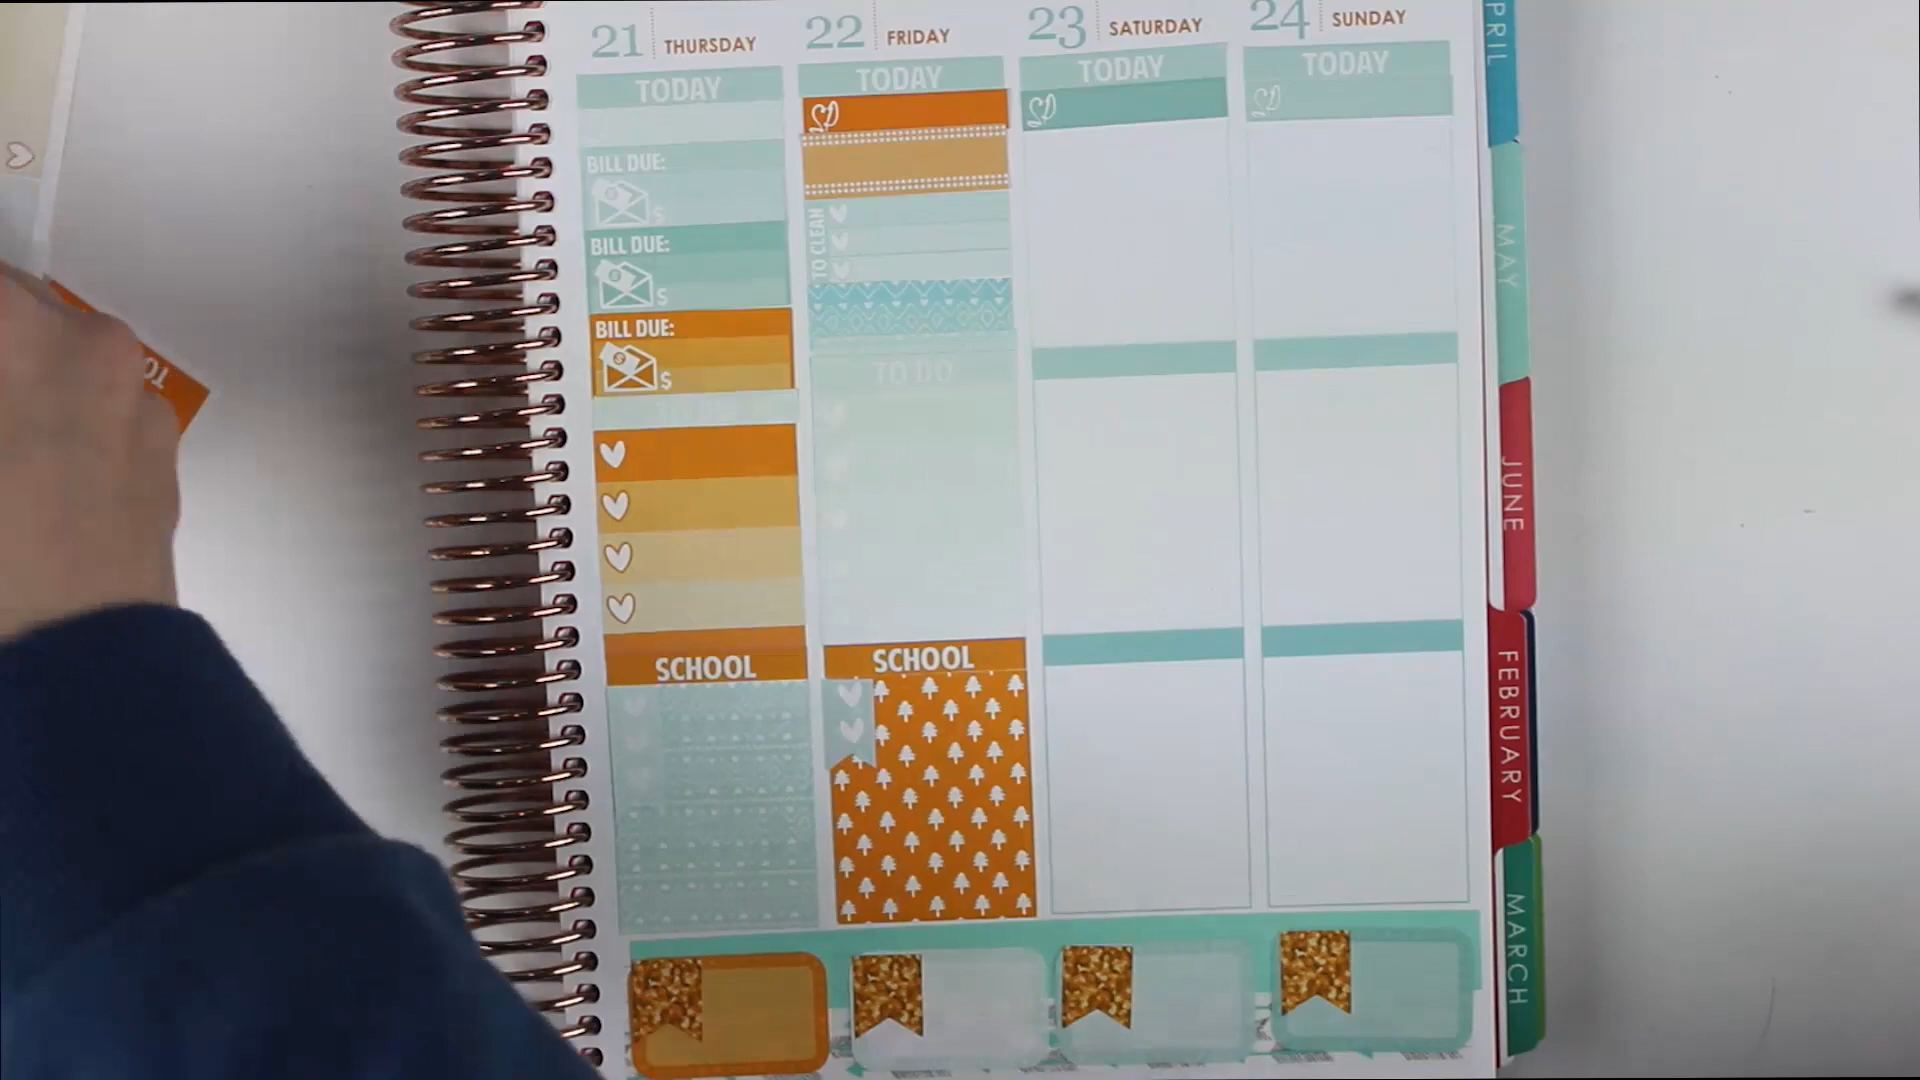 21 THURSDAY
22 FRIDAY
23 SATURDAY
24 SUNDAY
TODAY
TODAY
TODAY
TODAY
BILL DUE:
$
BILL DUE:
$
BILL DUE:
$
SCHOOL
TO CLEAN
TO DO
SCHOOL
TO
PRIL
MAY
JUNE
FEBRUARY
MARCH